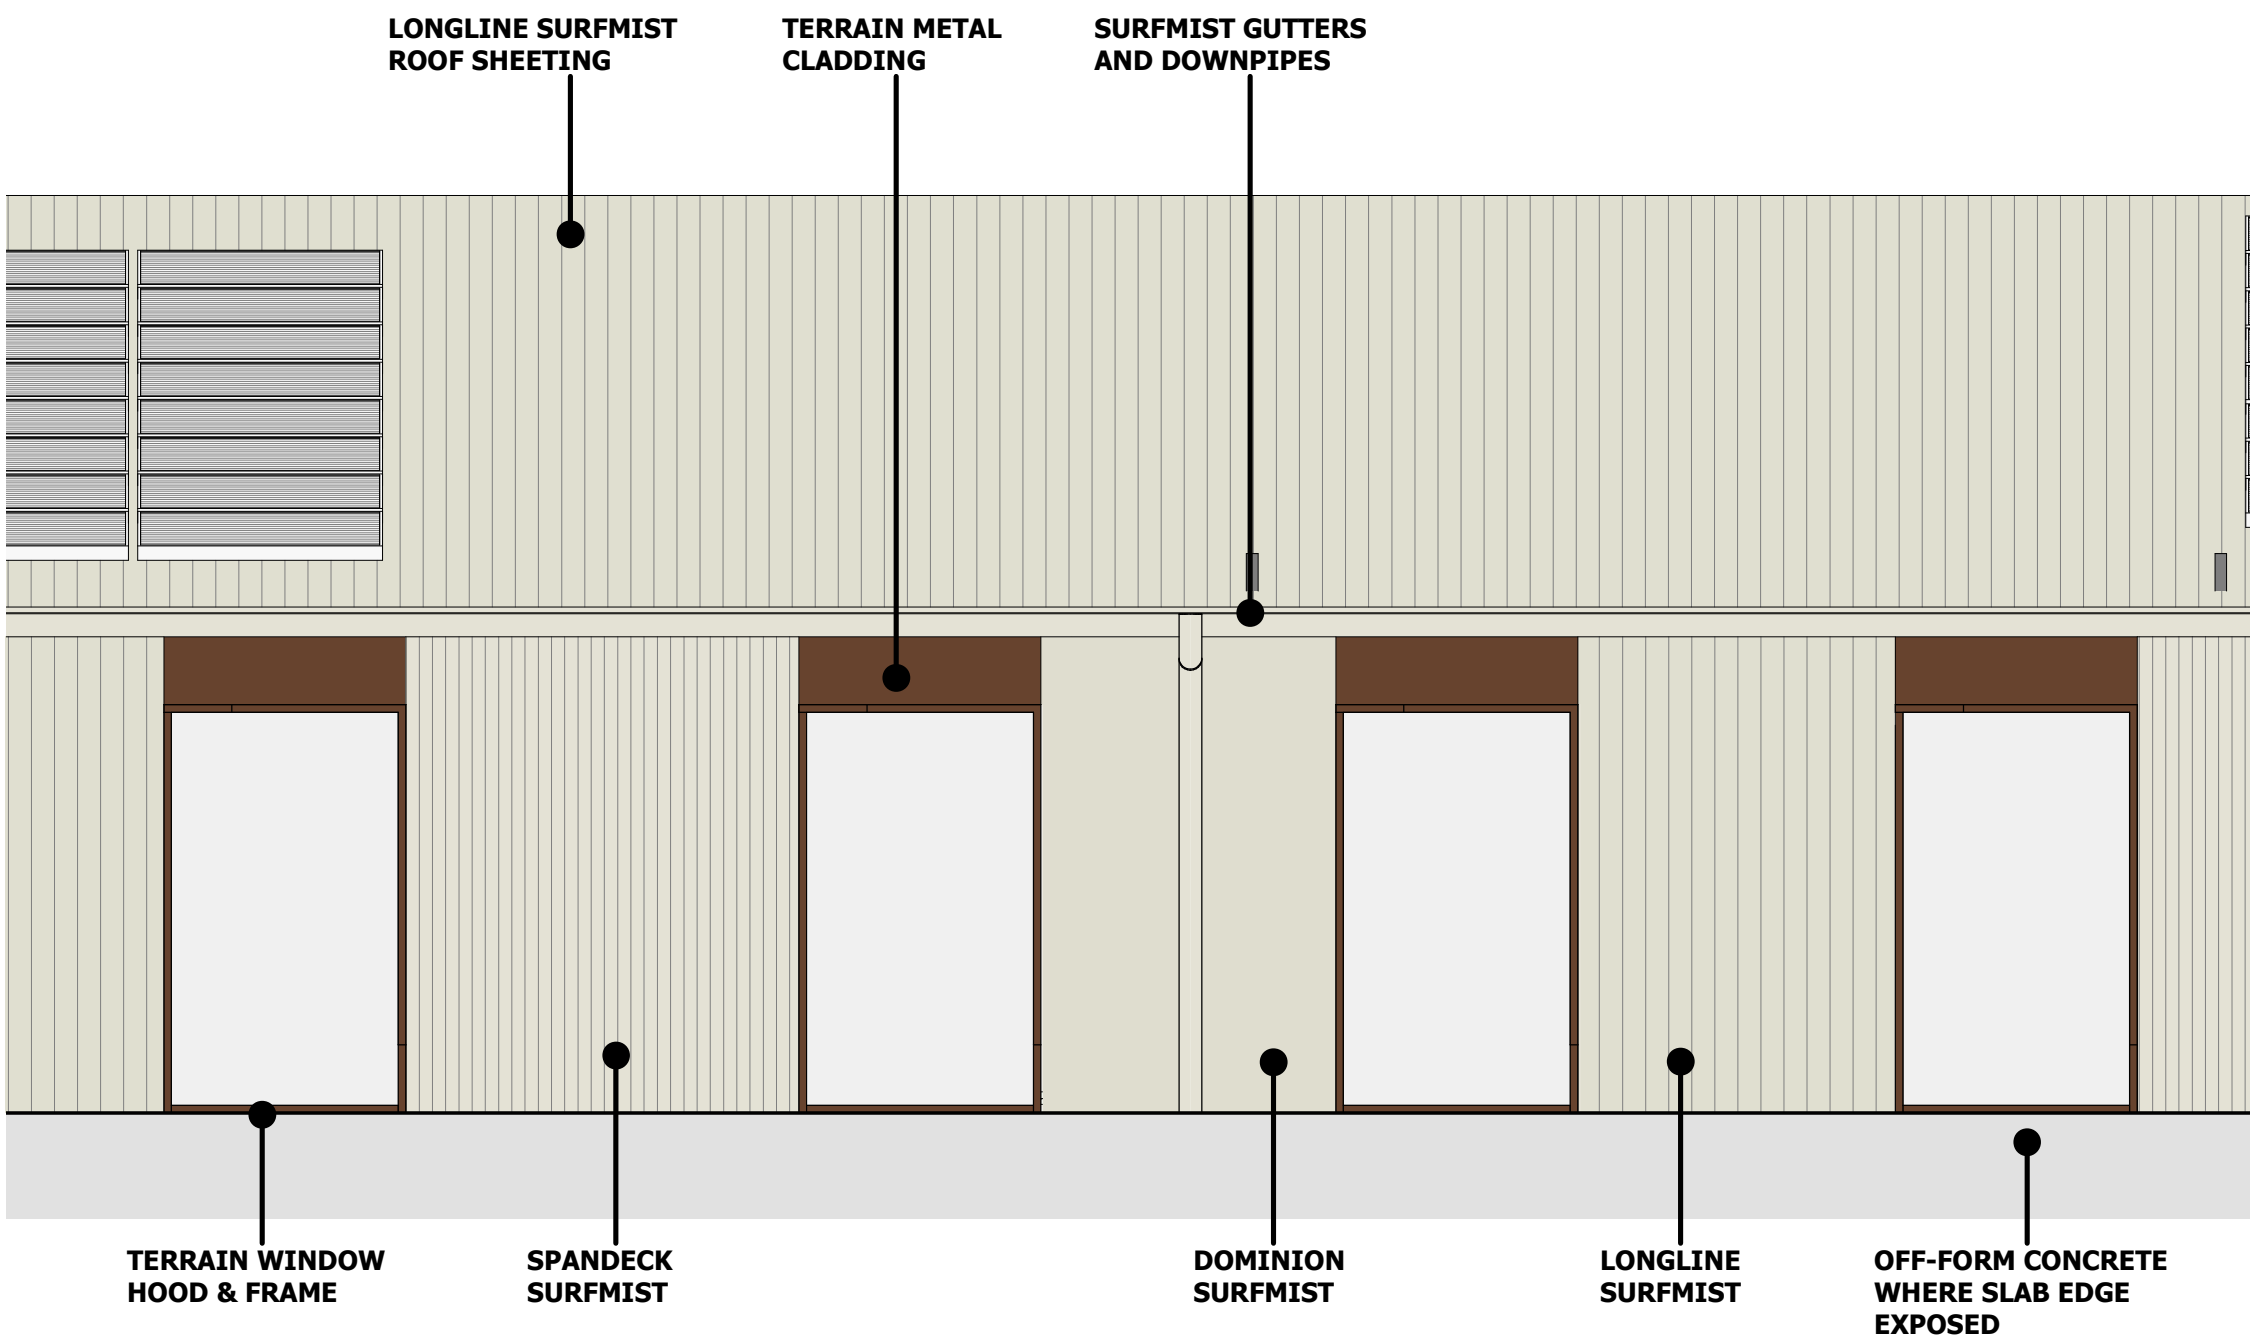 LONGLINE SURFMIST
ROOF SHEETING
TERRAIN METAL
CLADDING
SURFMIST GUTTERS
AND DOWNPIPES
TERRAIN WINDOW
HOOD & FRAME
SPANDECK
SURFMIST
DOMINION
SURFMIST
LONGLINE
SURFMIST
OFF-FORM CONCRETE
WHERE SLAB EDGE
EXPOSED